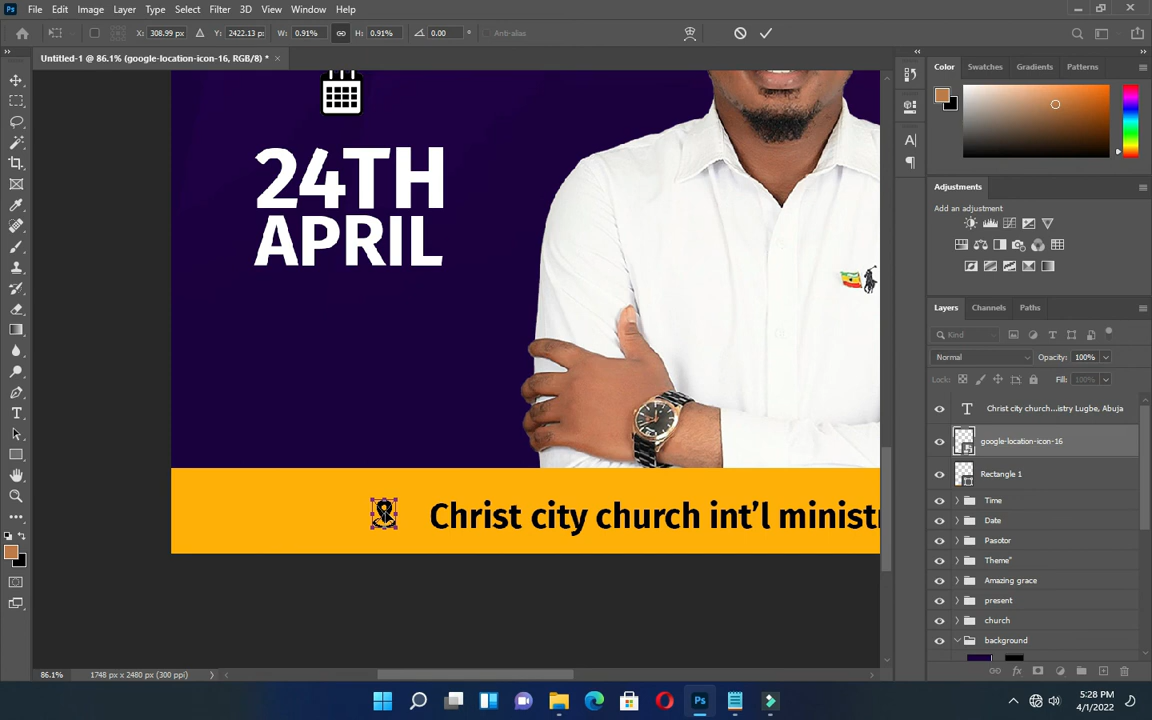 File Edit Image Layer Type Select Filter 3D View Window Help
X: 308.99 px Y: 2422.13 px W: 0.91% H: 0.91% 0.00 ° Anti-alias
Untitled-1 @ 86.1% (google-location-icon-16, RGB/8) * ×
24TH
APRIL
Christ city church int’l ministr
Color Swatches Gradients Patterns
Adjustments
Add an adjustment
Layers Channels Paths
Kind
Normal Opacity: 100%
Lock: Fill: 100%
Christ city church...istry Lugbe, Abuja
google-location-icon-16
Rectangle 1
Time
Date
Pasotor
Theme"
Amazing grace
present
church
background
86.1% 1748 px x 2480 px (300 ppi)
5:28 PM
4/1/2022